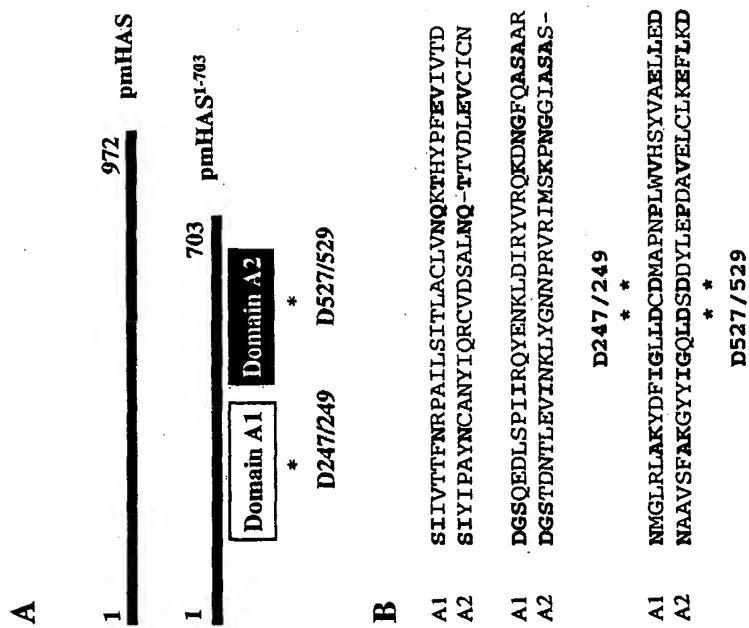 A
1 972 pmHAS
1 703 pmHAS1-703
Domain A1 Domain A2
* *
D247/249 D527/529
B
A1 SIIVTTFNRPAILSITLACLVNQKTHYPFEVIVTD
A2 SIYIPAYNCANYIQRCVDSALNQ-TTVDLEVCICN
A1 DGSQEDLSPIIRQYENKLDIRYVRQKDNGFQASAAR
A2 DGSTDNTLEVINKLYGNNPRVRIMSKPNGGIASAS-
D247/249
* *
A1 NMGLRLAKYDFIGLLDCDMAPNPLWVHSYVAELLED
A2 NAAVSFAKGYYIGQLDSDDYLEPDAVELCLKEFLKD
* *
D527/529